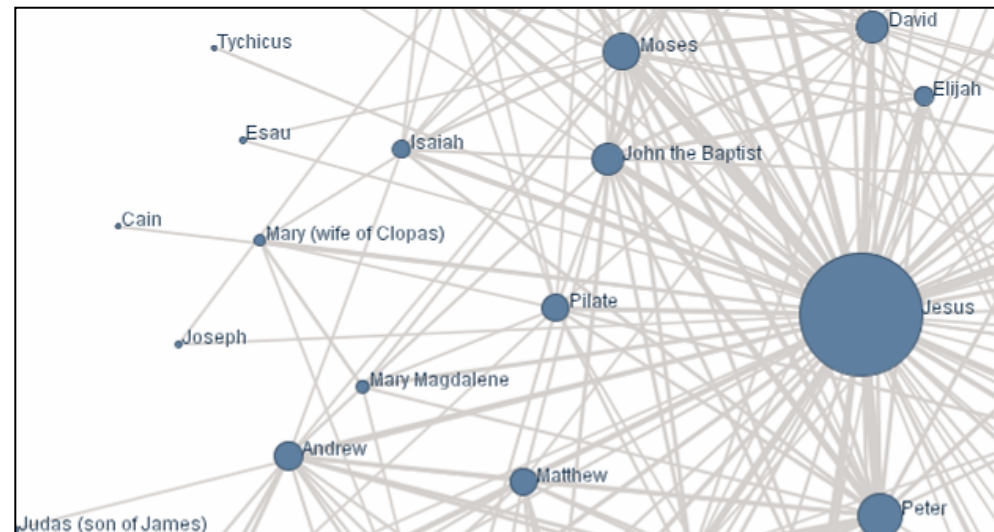 David
Tychicus
Moses
Elijah
Esau
Isaiah
John the Baptist
Cain
Mary (wife of Clopas)
Pilate
Jesus
Joseph
Mary Magdalene
Andrew
Matthew
Peter
Judas (son of James)